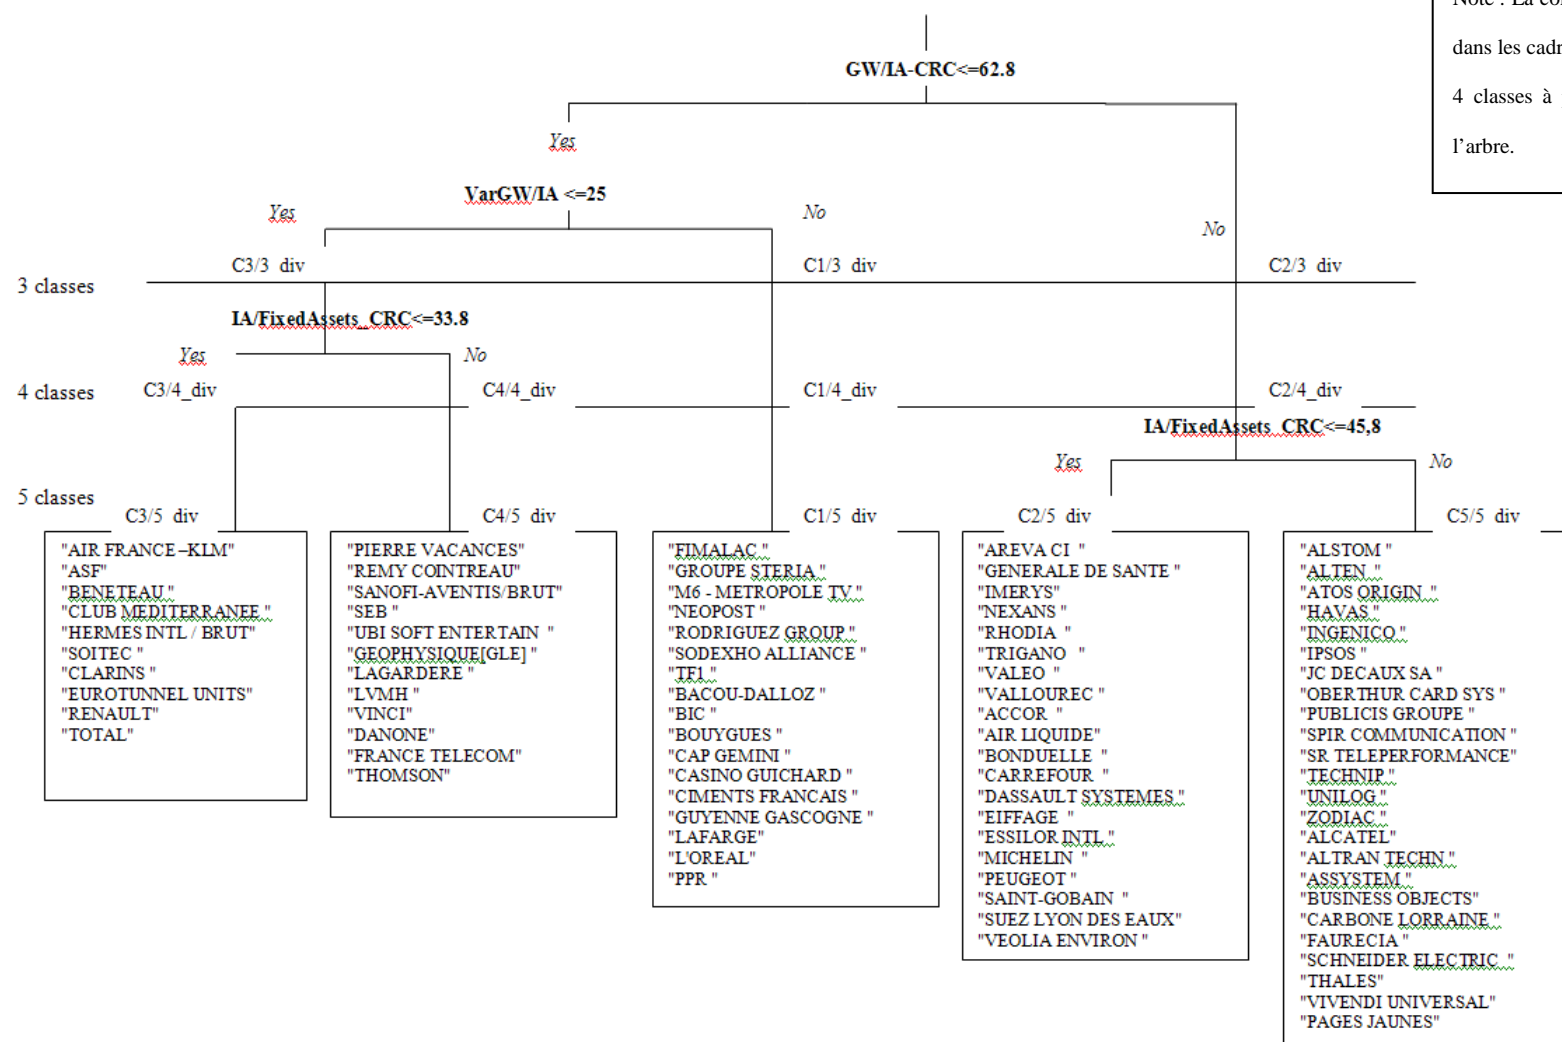 Note : La
dans les
4 classes à
l'arbre.
GW/IA-CRC<=62.8
Yes
VarGW/IA <=25
Yes
No
No
C3/3 div
C1/3 div
C2/3 div
3 classes
IA/FixedAssets_CRC<=33.8
Yes
No
4 classes
C3/4_div
C4/4_div
C1/4_div
C2/4_div
IA/FixedAssets_CRC<=45,8
Yes
No
5 classes
C3/5 div
C4/5 div
C1/5 div
C2/5 div
C5/5 div
"AIR FRANCE–KLM"
"ASF"
"BENETEAU "
"CLUB MEDITERRANEE "
"HERMES INTL / BRUT"
"SOITEC "
"CLARINS "
"EUROTUNNEL UNITS"
"RENAULT"
"TOTAL"
"PIERRE VACANCES"
"REMY COINTREAU"
"SANOFI-AVENTIS/BRUT"
"SEB "
"UBI SOFT ENTERTAIN "
"GEOPHYSIQUE[GLE] "
"LAGARDERE "
"LVMH "
"VINCI"
"DANONE"
"FRANCE TELECOM"
"THOMSON"
"FIMALAC "
"GROUPE STERIA "
"M6 - METROPOLE TV "
"NEOPOST "
"RODRIGUEZ GROUP "
"SODEXHO ALLIANCE "
"TF1 "
"BACOU-DALLOZ "
"BIC "
"BOUYGUES "
"CAP GEMINI "
"CASINO GUICHARD "
"CIMENTS FRANCAIS "
"GUYENNE GASCOGNE "
"LAFARGE"
"L'OREAL"
"PPR "
"AREVA CI "
"GENERALE DE SANTE "
"IMERYS"
"NEXANS "
"RHODIA "
"TRIGANO "
"VALEO "
"VALLOUREC "
"ACCOR "
"AIR LIQUIDE"
"BONDUELLE "
"CARREFOUR "
"DASSAULT SYSTEMES "
"EIFFAGE "
"ESSILOR INTL "
"MICHELIN "
"PEUGEOT "
"SAINT-GOBAIN "
"SUEZ LYON DES EAUX"
"VEOLIA ENVIRON "
"ALSTOM "
"ALTEN "
"ATOS ORIGIN "
"HAVAS "
"INGENICO "
"IPSOS "
"JC DECAUX SA "
"OBERTHUR CARD SYS "
"PUBLICIS GROUPE "
"SPIR COMMUNICATION "
"SR TELEPERFORMANCE"
"TECHNIP "
"UNILOG "
"ZODIAC "
"ALCATEL"
"ALTRAN TECHN "
"ASSYSTEM "
"BUSINESS OBJECTS"
"CARBONE LORRAINE "
"FAURECIA "
"SCHNEIDER ELECTRIC "
"THALES"
"VIVENDI UNIVERSAL"
"PAGES JAUNES"